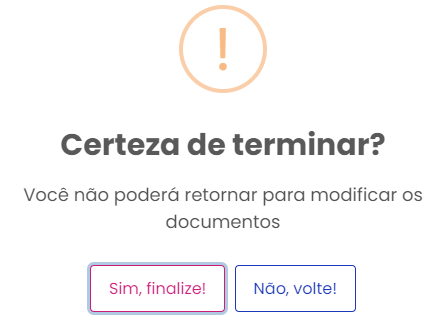 Certeza de terminar?
Você não poderá retornar para modificar os
documentos
Sim, finalize!
Não, volte!